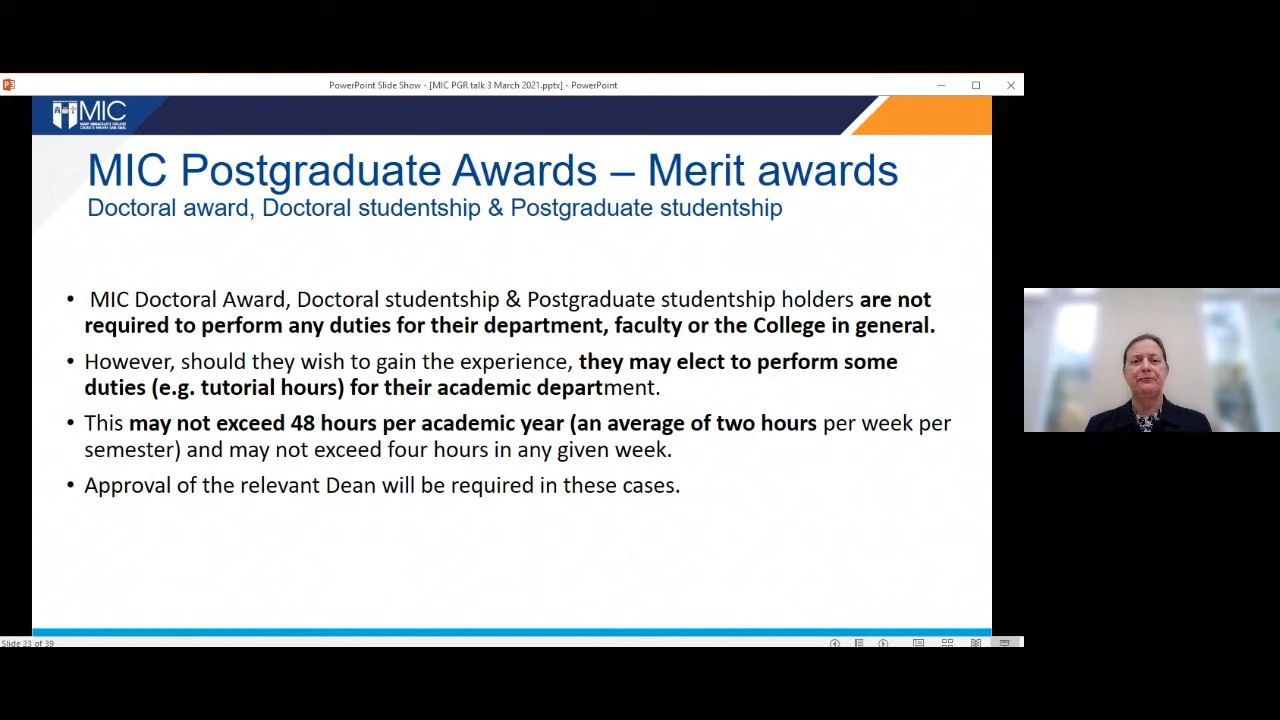 PowerPoint Slide Show - [MIC PGR talk 3 March 2021.pptx] - PowerPoint
MIC
MIC Postgraduate Awards – Merit awards
Doctoral award, Doctoral studentship & Postgraduate studentship
• MIC Doctoral Award, Doctoral studentship & Postgraduate studentship holders are not
required to perform any duties for their department, faculty or the College in general.
• However, should they wish to gain the experience, they may elect to perform some
duties (e.g. tutorial hours) for their academic department.
• This may not exceed 48 hours per academic year (an average of two hours per week per
semester) and may not exceed four hours in any given week.
• Approval of the relevant Dean will be required in these cases.
Slide 23 of 39